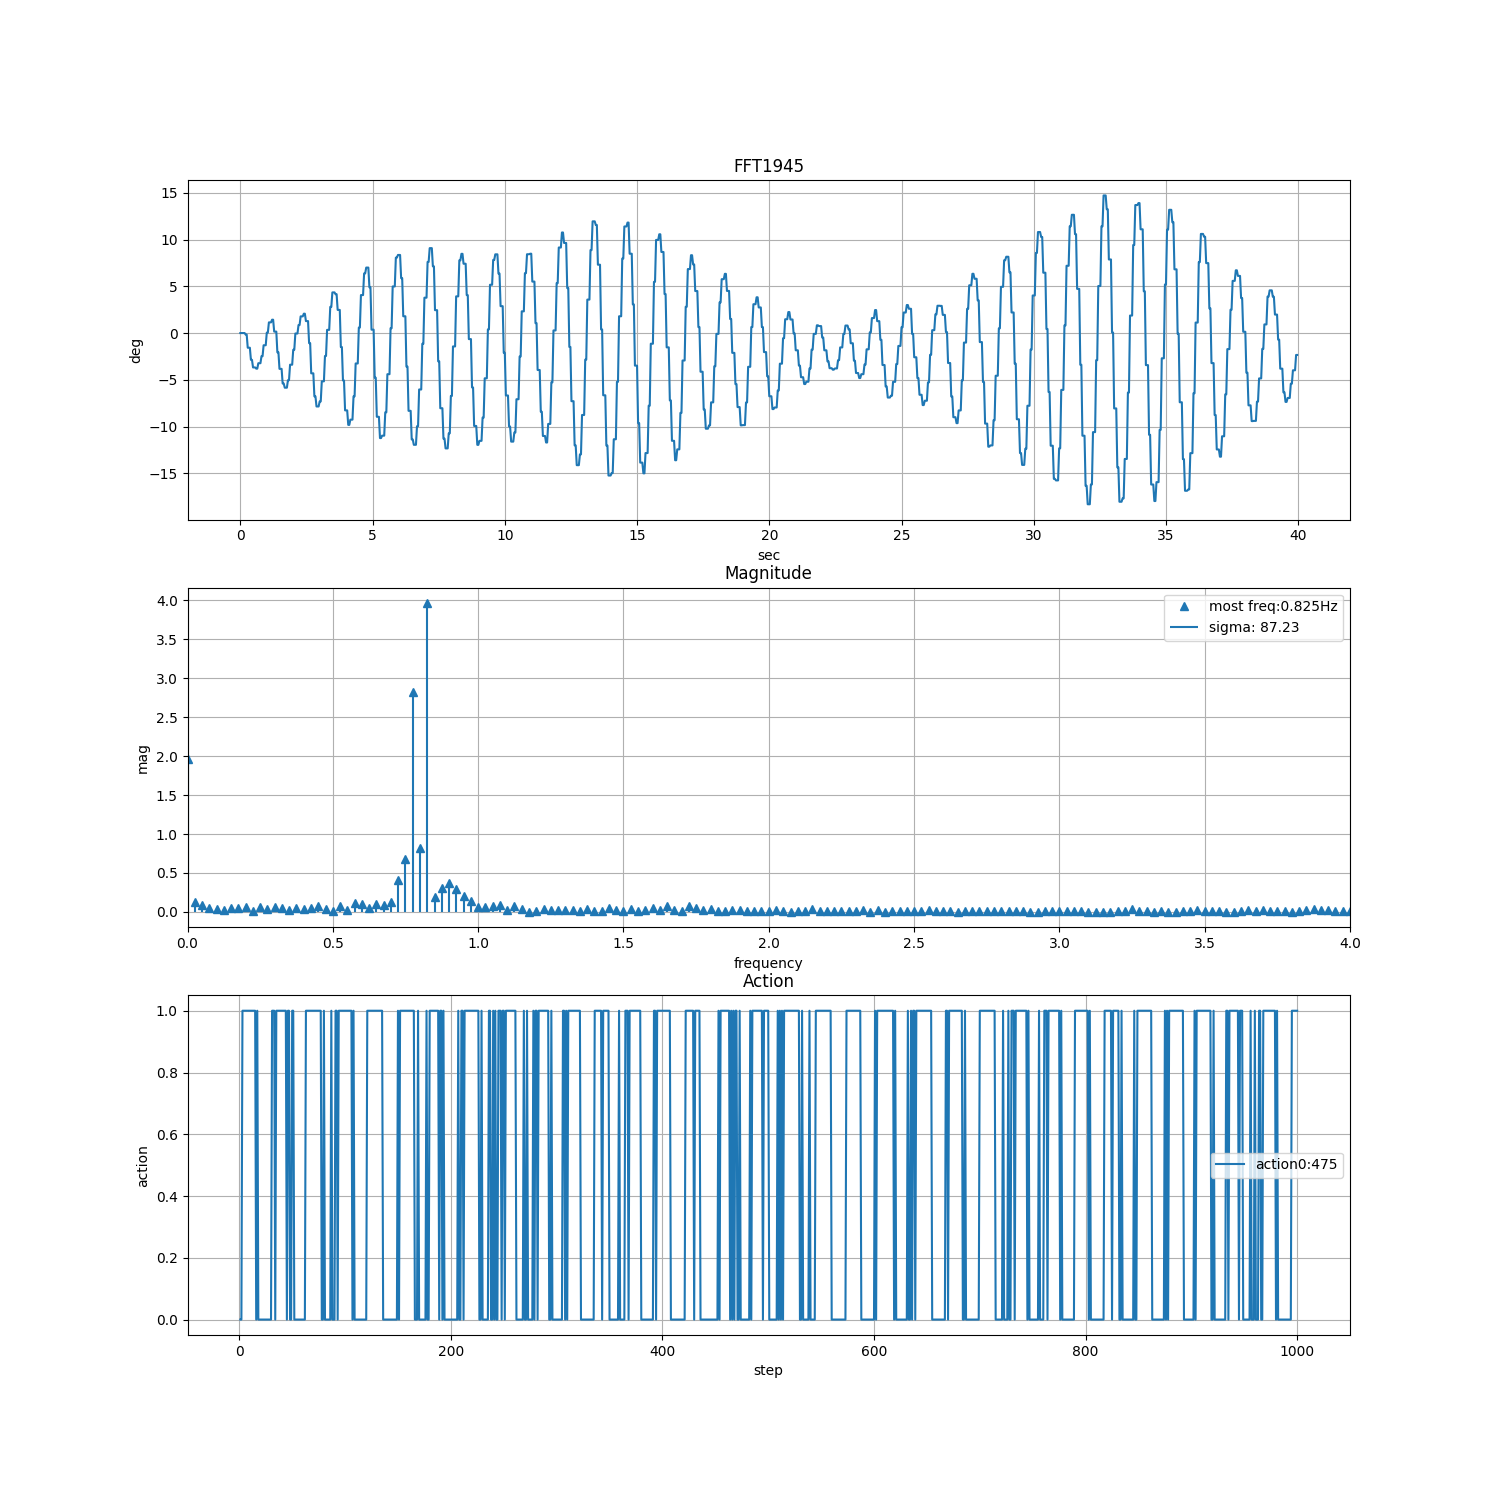 FFT1945
15
10
5
0
−5
−10
−15
deg
0 5 10 15 20 25 30 35 40
sec
Magnitude
4.0
3.5
3.0
2.5
2.0
1.5
1.0
0.5
0.0
mag
most freq:0.825Hz
sigma: 87.23
0.0 0.5 1.0 1.5 2.0 2.5 3.0 3.5 4.0
frequency
Action
1.0
0.8
0.6
0.4
0.2
0.0
action
action0:475
0 200 400 600 800 1000
step